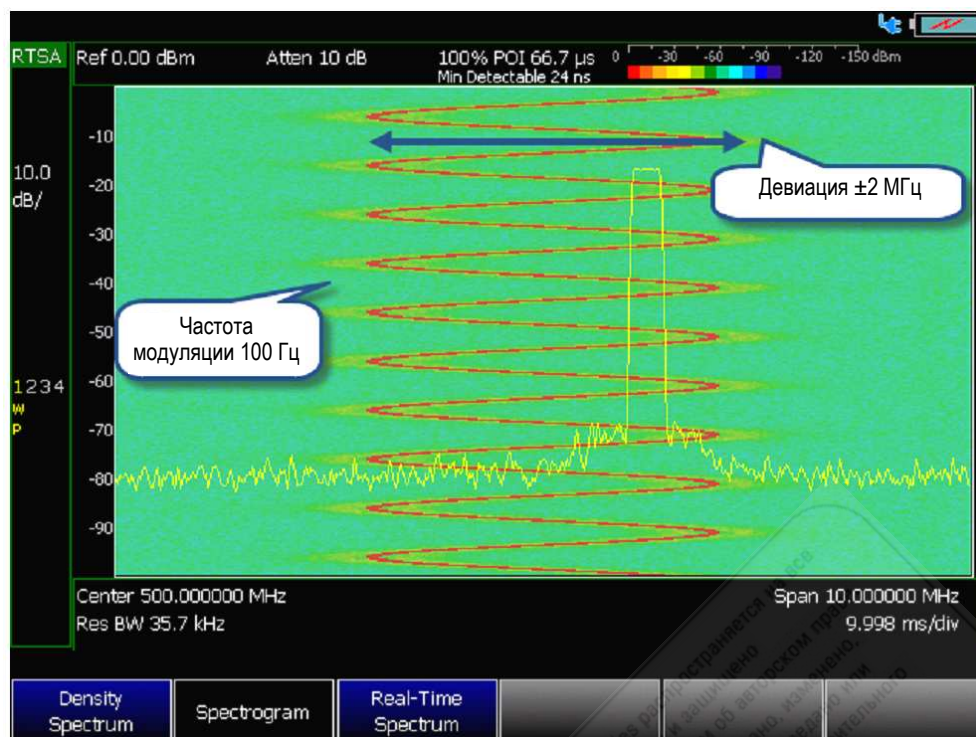 RTSA
Ref 0.00 dBm
Atten 10 dB
100% POI 66.7 µs
Min Detectable 24 ns
0 -30 -60 -90 -120 -150 dBm
10.0
dB/
-10
-20
-30
-40
-50
-60
-70
-80
-90
Девиация ±2 МГц
Частота
модуляции 100 Гц
1234
W
P
Center 500.000000 MHz
Span 10.000000 MHz
Res BW 35.7 kHz
9.998 ms/div
Density
Spectrum
Spectrogram
Real-Time
Spectrum